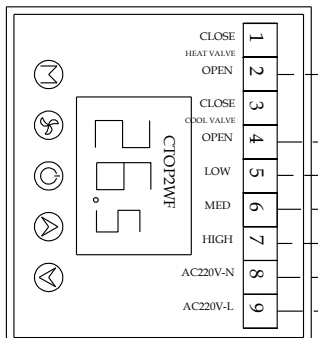 CLOSE 1
HEAT VALVE
OPEN 2
CLOSE 3
COOL VALVE
OPEN 4
LOW 5
MED 6
HIGH 7
AC220V-N 8
AC220V-L 9
M
26.5
CTOP2WF